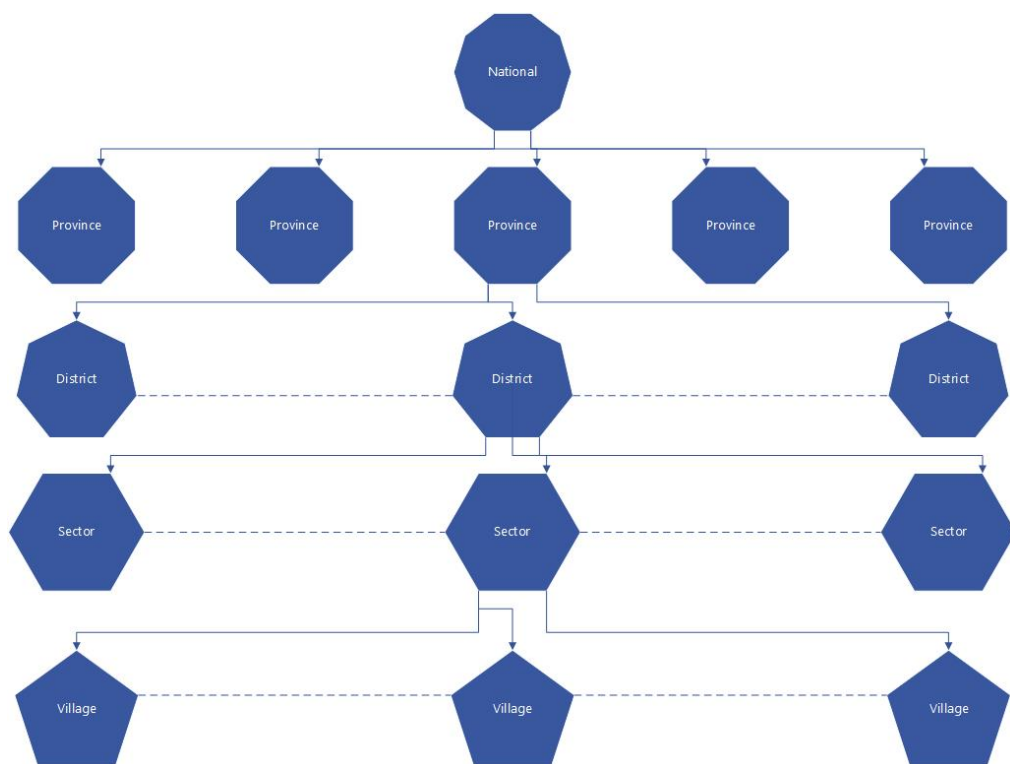 National
Province
Province
Province
Province
Province
District
District
District
Sector
Sector
Sector
Village
Village
Village